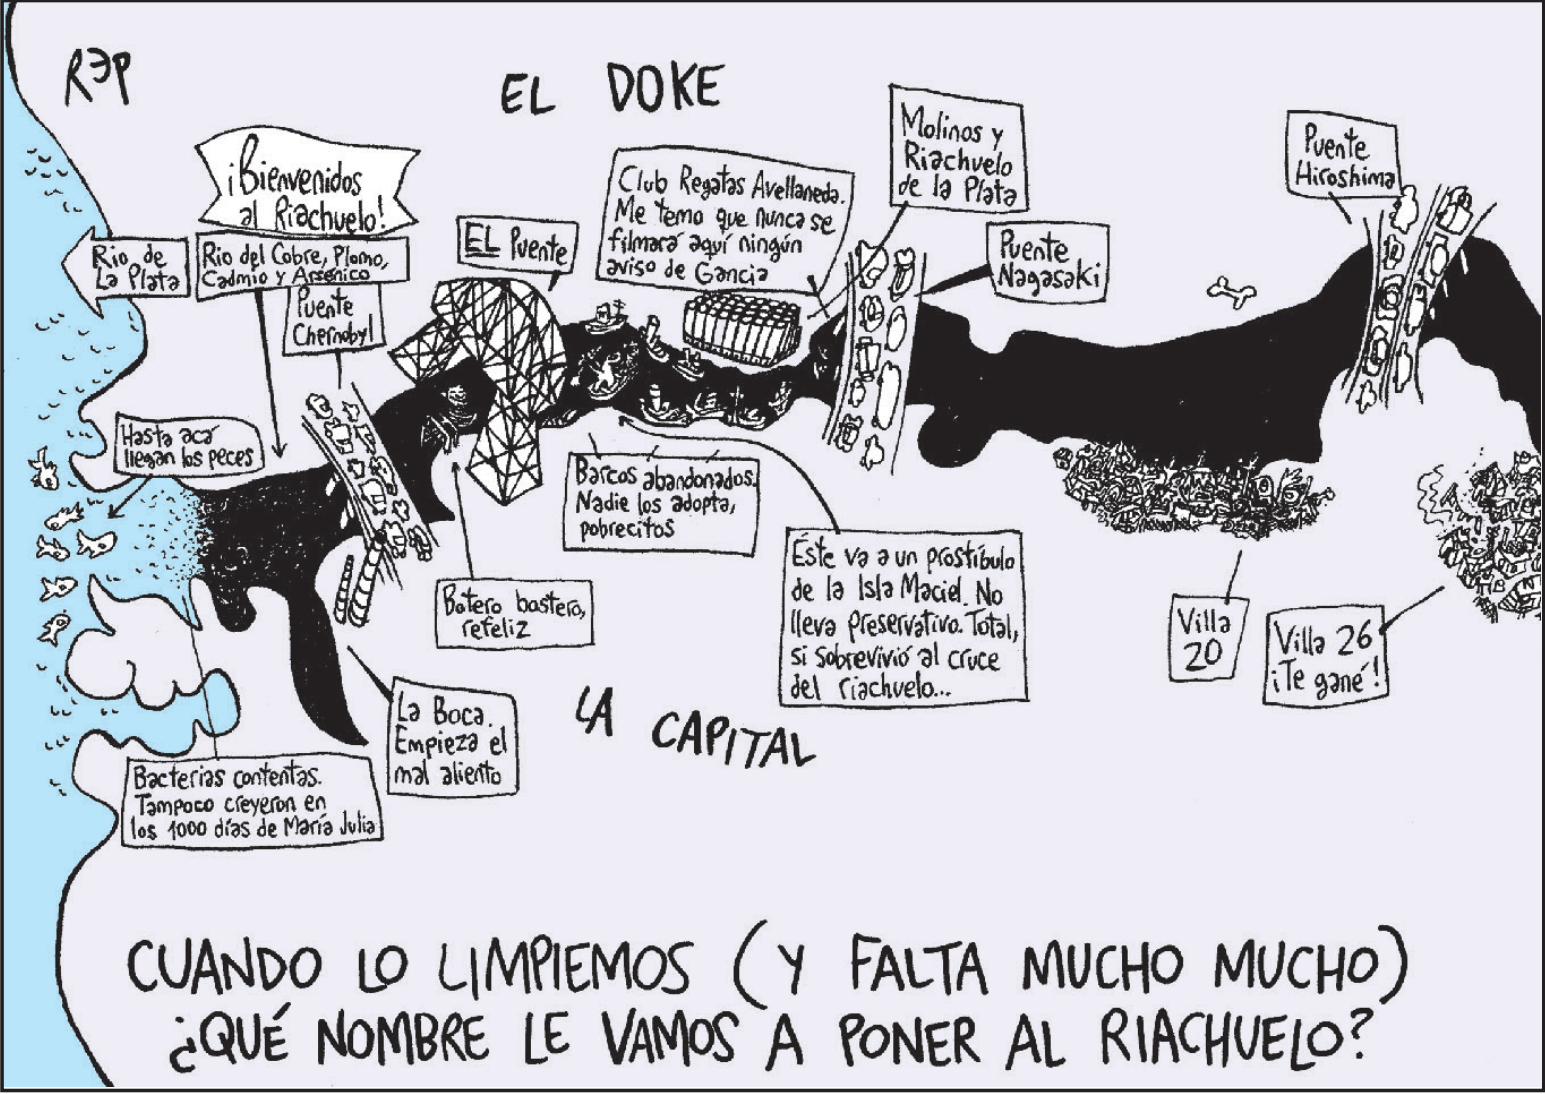 REP
EL DOKE
¡Bienvenidos
al Riachuelo!
Rio de
La Plata
Rio del Cobre, Plomo,
Cadmio y Arsénico
Puente
Chernobyl
EL Puente
Club Regatas Avellaneda.
Me temo que nunca se
filmará aquí ningún
aviso de Gancia
Molinos y
Riachuelo
de la Plata
Puente
Nagasaki
Puente
Hiroshima
Hasta acá
llegan los peces
Barcos abandonados.
Nadie los adopta,
pobrecitos
Botero bostero,
refeliz
Este va a un prostíbulo
de la Isla Maciel. No
lleva preservativo. Total,
si sobrevivió al cruce
del riachuelo...
Villa
20
Villa 26
¡Te gané!
La Boca.
Empieza el
mal aliento
LA CAPITAL
Bacterias contentas.
Tampoco creyeron en
los 1000 días de María Julia
CUANDO LO LIMPIEMOS (Y FALTA MUCHO MUCHO)
¿QUÉ NOMBRE LE VAMOS A PONER AL RIACHUELO?